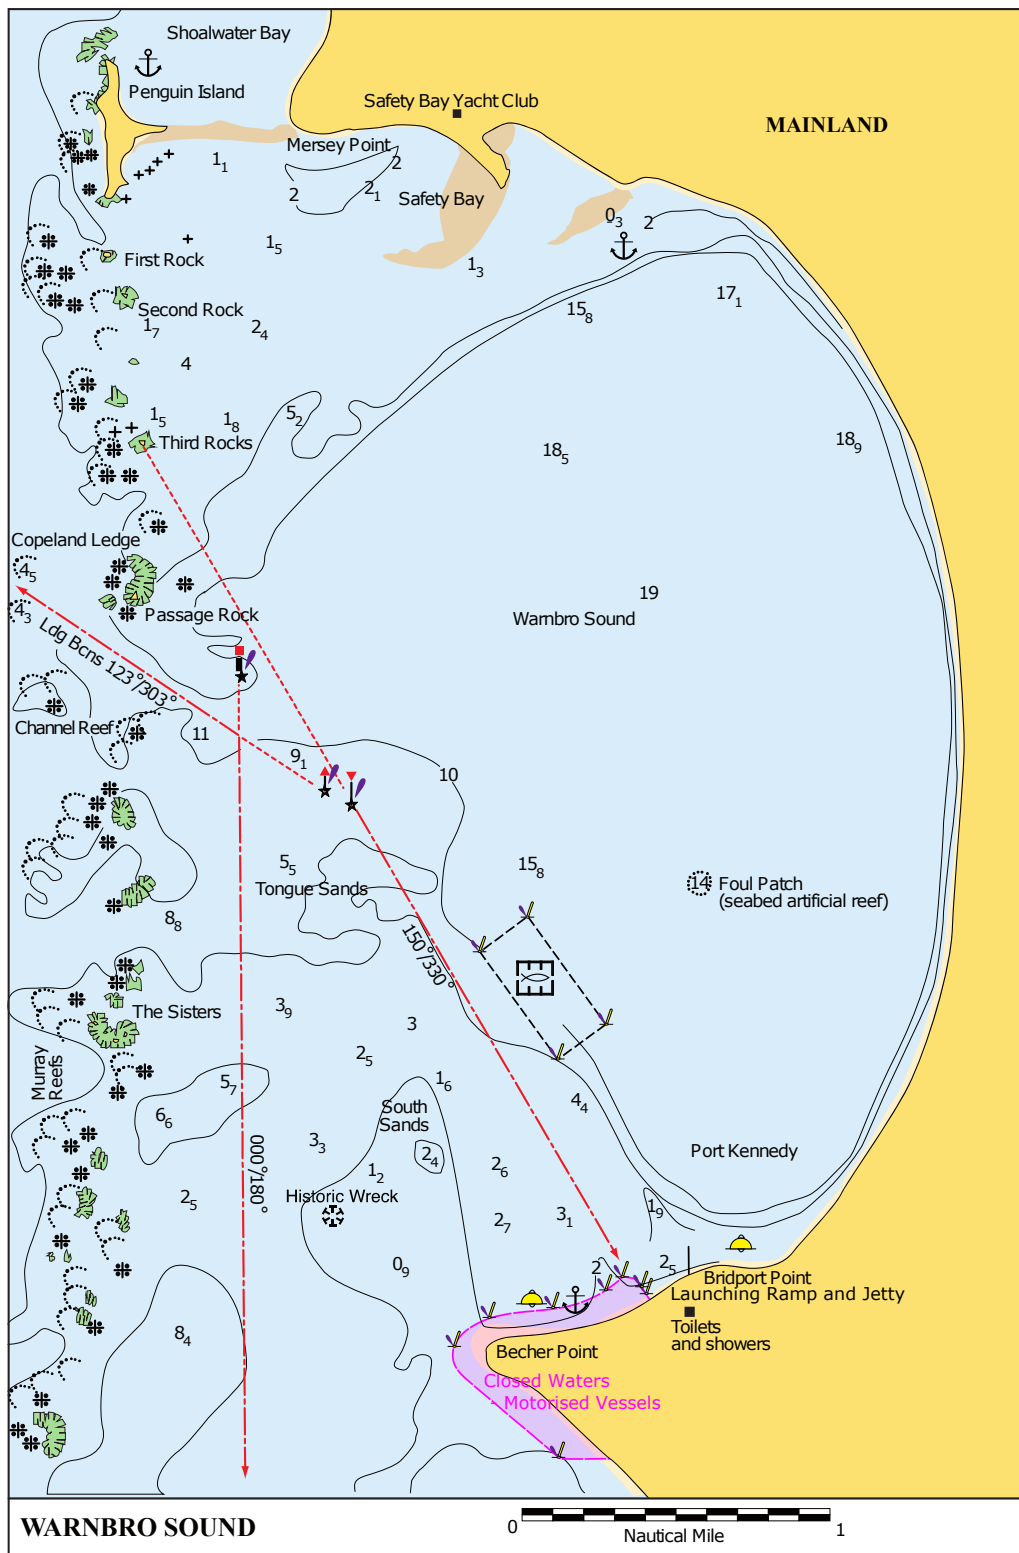 Shoalwater Bay
Penguin Island
Safety Bay Yacht Club
MAINLAND
Mersey Point
1₁
2
2
2₁
Safety Bay
0₃
2
1₅
First Rock
1₃
17₁
Second Rock
15₈
1₇
2₄
4
5₂
1₅
1₈
18₉
Third Rocks
18₅
Copeland Ledge
4₅
19
4₃
Passage Rock
Warnbro Sound
Ldg Bcns 123°/303°
Channel Reef
11
9₁
10
5₅
15₈
Tongue Sands
14
Foul Patch
(seabed artificial reef)
8₈
150°/330°
The Sisters
3₉
3
2₅
Murray
Reefs
5₇
1₆
6₆
4₄
South
Sands
3₃
2₄
Port Kennedy
1₂
2₆
000°/180°
2₅
Historic Wreck
1₉
2₇
3₁
0₉
2
2₅
Bridport Point
Launching Ramp and Jetty
8₄
Toilets
and showers
Becher Point
Closed Waters
Motorised Vessels
WARNBRO SOUND
0
1
Nautical Mile